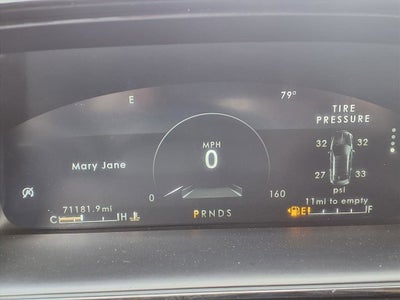 E
79°
TIRE
PRESSURE
MPH
32 32
0
Mary Jane
27 33
psi
0 160
71181.9mi
PRNDS
11mi to empty
C H
E F